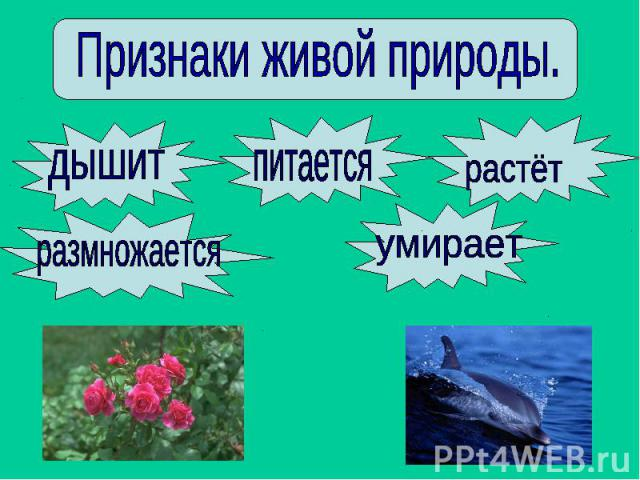 Признаки живой природы.
дышит
питается
растёт
размножается
умирает
PPt4WEB.ru